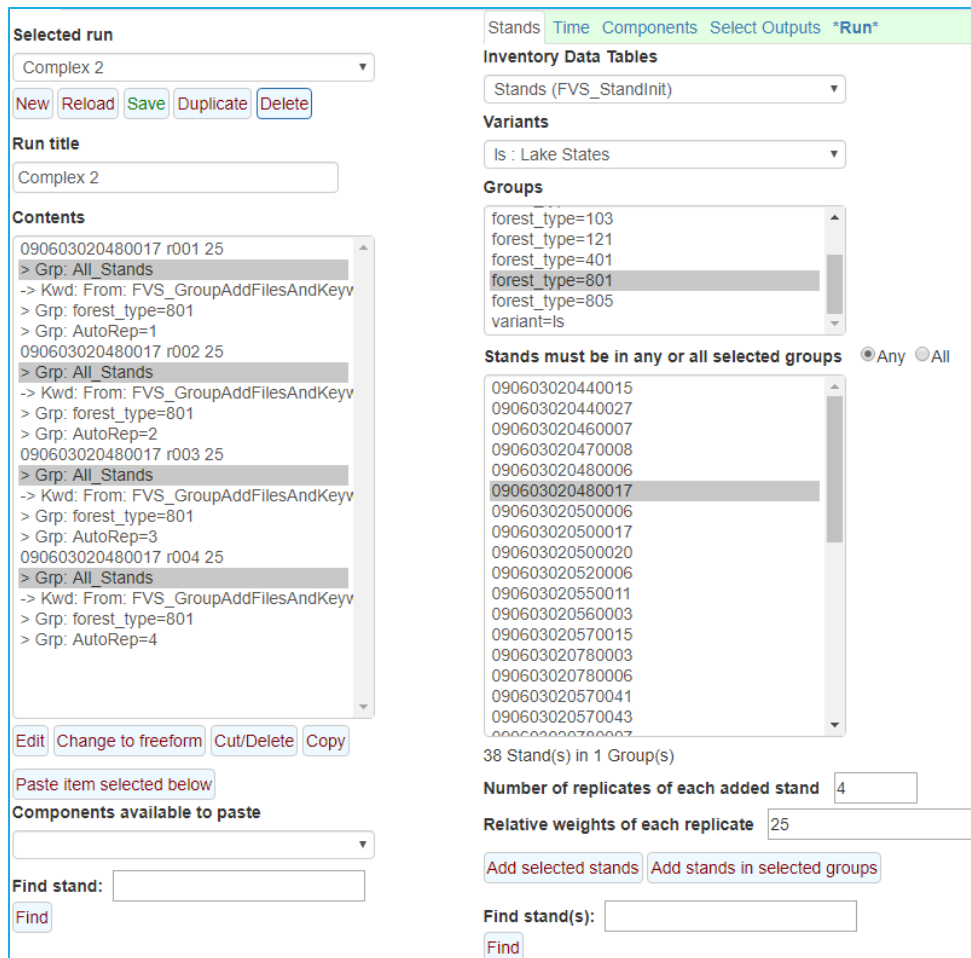 Selected run
Complex 2
New Reload Save Duplicate Delete
Run title
Complex 2
Contents
090603020480017 r001 25
> Grp: All_Stands
-> Kwd: From: FVS_GroupAddFilesAndKeyw
> Grp: forest_type=801
> Grp: AutoRep=1
090603020480017 r002 25
> Grp: All_Stands
-> Kwd: From: FVS_GroupAddFilesAndKeyw
> Grp: forest_type=801
> Grp: AutoRep=2
090603020480017 r003 25
> Grp: All_Stands
-> Kwd: From: FVS_GroupAddFilesAndKeyw
> Grp: forest_type=801
> Grp: AutoRep=3
090603020480017 r004 25
> Grp: All_Stands
-> Kwd: From: FVS_GroupAddFilesAndKeyw
> Grp: forest_type=801
> Grp: AutoRep=4
Edit Change to freeform Cut/Delete Copy
Paste item selected below
Components available to paste
Find stand:
Find
Stands Time Components Select Outputs *Run*
Inventory Data Tables
Stands (FVS_StandInit)
Variants
ls : Lake States
Groups
forest_type=103
forest_type=121
forest_type=401
forest_type=801
forest_type=805
variant=ls
Stands must be in any or all selected groups Any All
090603020440015
090603020440027
090603020460007
090603020470008
090603020480006
090603020480017
090603020500006
090603020500017
090603020500020
090603020520006
090603020550011
090603020560003
090603020570015
090603020780003
090603020780006
090603020570041
090603020570043
38 Stand(s) in 1 Group(s)
Number of replicates of each added stand 4
Relative weights of each replicate 25
Add selected stands Add stands in selected groups
Find stand(s):
Find